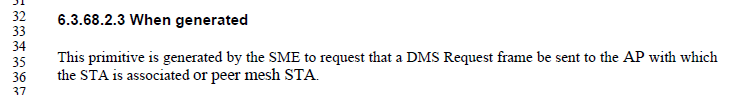 31
32 6.3.68.2.3 When generated
33
34
35 This primitive is generated by the SME to request that a DMS Request frame be sent to the AP with which
36 the STA is associated or peer mesh STA.
37